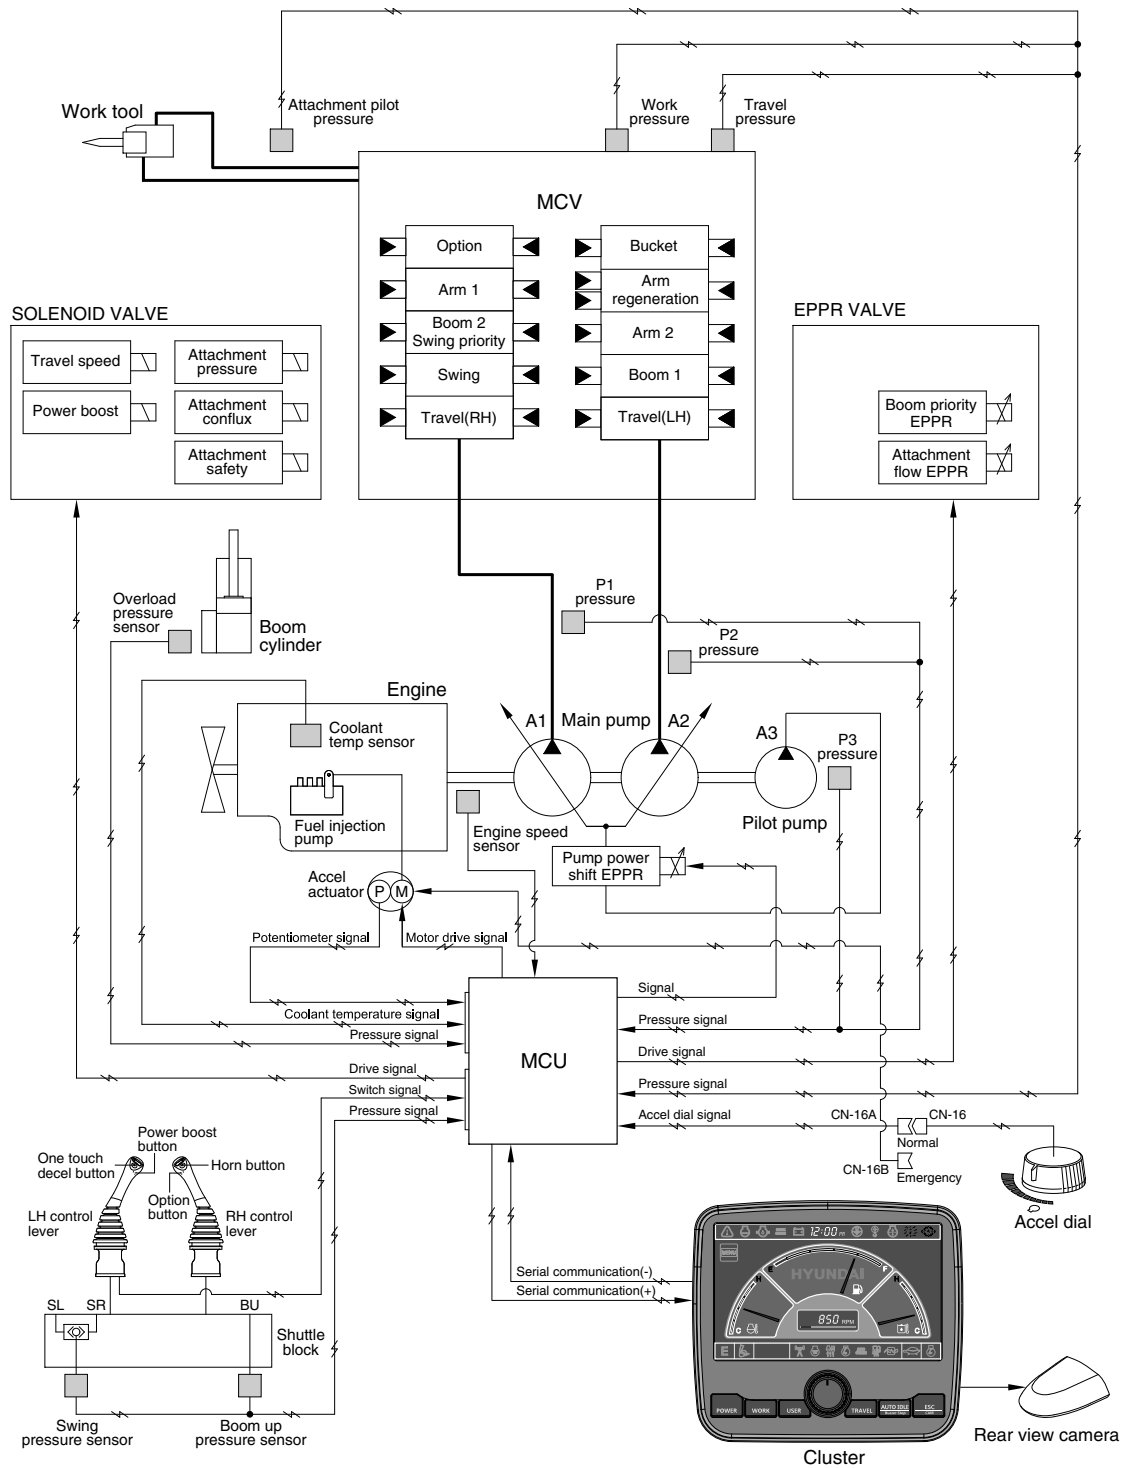 Attachment pilot
pressure
Work
pressure
Travel
pressure
Work tool
MCV
Option
Arm 1
Boom 2
Swing priority
Swing
Travel(RH)
Bucket
Arm
regeneration
Arm 2
Boom 1
Travel(LH)
SOLENOID VALVE
Travel speed
Power boost
Attachment
pressure
Attachment
conflux
Attachment
safety
EPPR VALVE
Boom priority
EPPR
Attachment
flow EPPR
Overload
pressure
sensor
Boom
cylinder
P1
pressure
P2
pressure
Engine
Coolant
temp sensor
Fuel injection
pump
A1
Main pump
A2
A3
P3
pressure
Pilot pump
Engine speed
sensor
Pump power
shift EPPR
Accel
actuator
P
M
Potentiometer signal
Motor drive signal
Coolant temperature signal
Pressure signal
Drive signal
Switch signal
Pressure signal
MCU
Signal
Pressure signal
Drive signal
Pressure signal
Accel dial signal
CN-16A
CN-16
Normal
CN-16B
Emergency
Accel dial
Power boost
button
One touch
decel button
Horn button
Option
button
LH control
lever
RH control
lever
SL
SR
BU
Shuttle
block
Swing
pressure sensor
Boom up
pressure sensor
Serial communication(-)
Serial communication(+)
12:00
E
F
H
H
HYUNDAI
C
C
850 RPM
E
POWER
WORK
USER
TRAVEL
AUTO IDLE
ESC
Cluster
Rear view camera